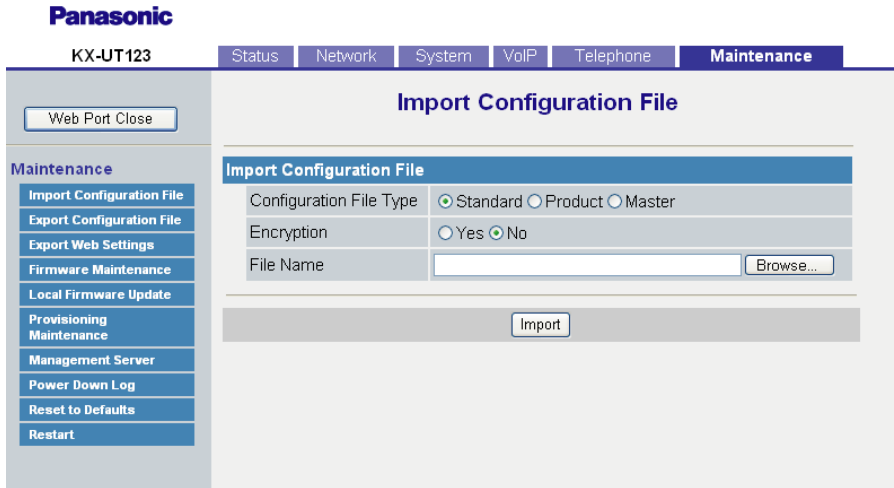 Panasonic
KX-UT123
Status Network System VoIP Telephone Maintenance
Web Port Close
Import Configuration File
Maintenance
Import Configuration File
Export Configuration File
Export Web Settings
Firmware Maintenance
Local Firmware Update
Provisioning
Maintenance
Management Server
Power Down Log
Reset to Defaults
Restart
Import Configuration File
Configuration File Type Standard Product Master
Encryption Yes No
File Name Browse...
Import